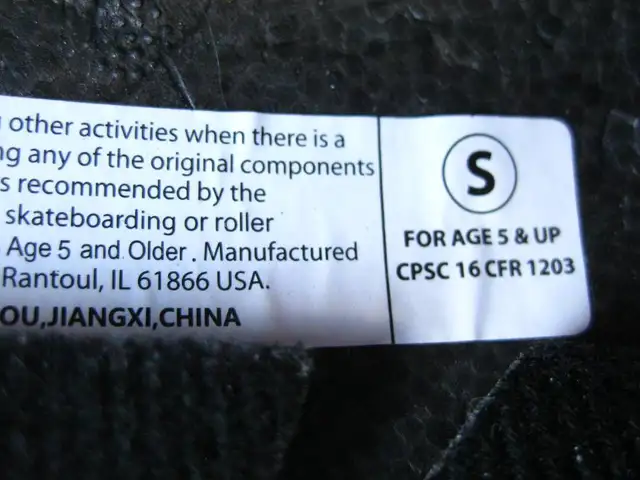 other activities when there is a
any of the original components
s recommended by the
skateboarding or roller
Age 5 and Older. Manufactured
Rantoul, IL 61866 USA.
OU,JIANGXI,CHINA
S
FOR AGE 5 & UP
CPSC 16 CFR 1203